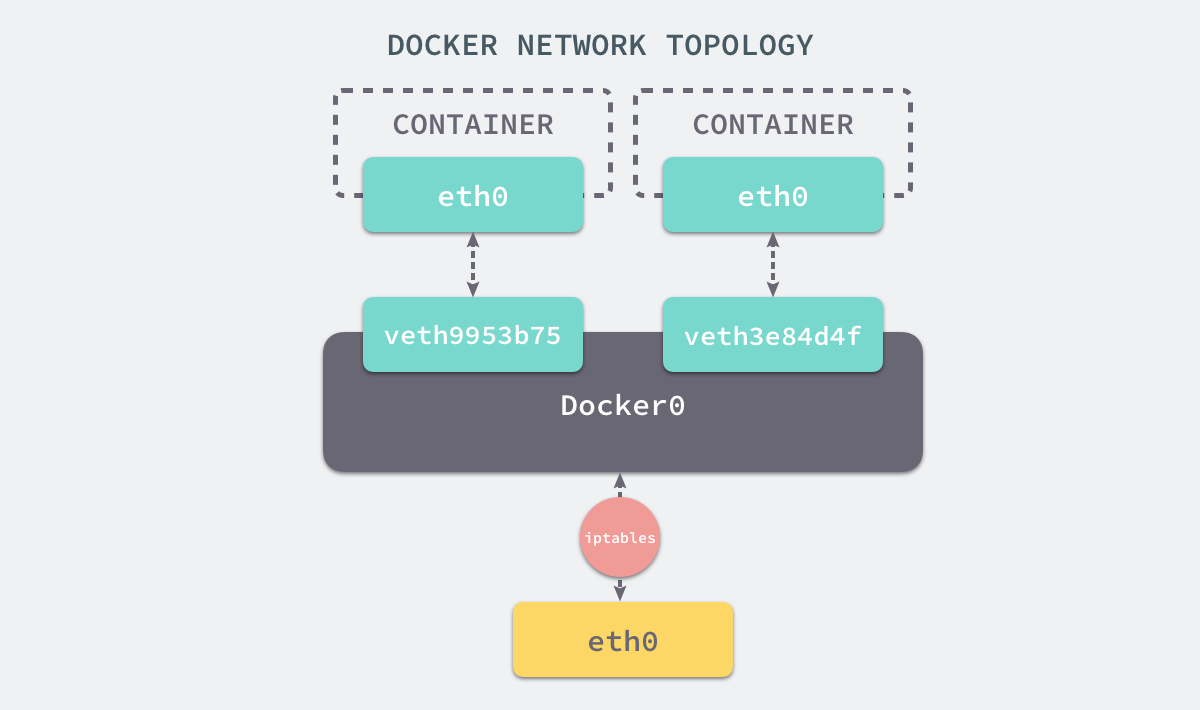 DOCKER NETWORK TOPOLOGY
CONTAINER
CONTAINER
eth0
eth0
veth9953b75
veth3e84d4f
Docker0
iptables
eth0